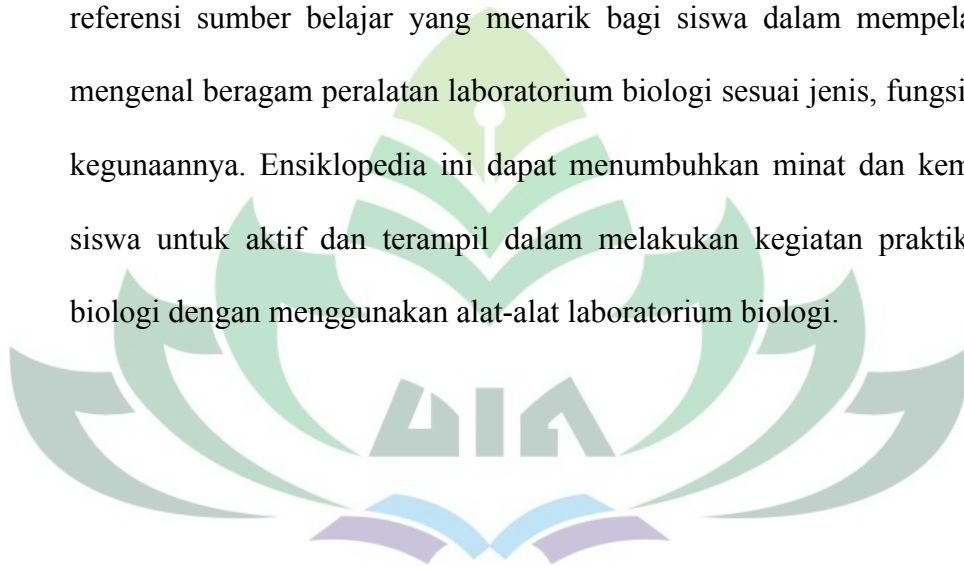 referensi sumber belajar yang menarik bagi siswa dalam mempela
mengenal beragam peralatan laboratorium biologi sesuai jenis, fungsi
kegunaannya. Ensiklopedia ini dapat menumbuhkan minat dan kem
siswa untuk aktif dan terampil dalam melakukan kegiatan praktik
biologi dengan menggunakan alat-alat laboratorium biologi.
UIN